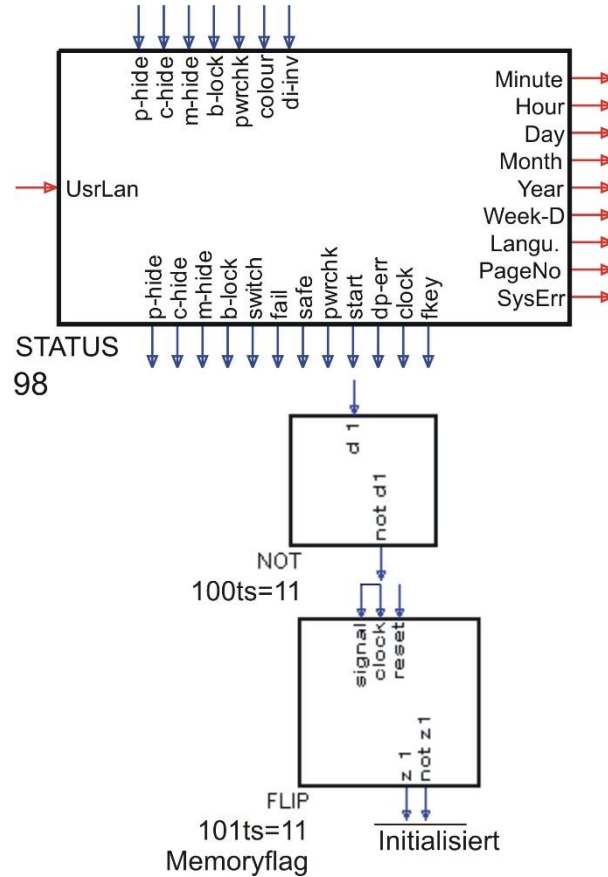 p-hide
c-hide
m-hide
b-lock
pwrchk
colour
di-inv
Minute
Hour
Day
Month
Year
Week-D
Langu.
PageNo
SysErr
UsrLan
p-hide
c-hide
m-hide
b-lock
switch
fail
safe
pwrchk
start
dp-err
clock
fkey
STATUS
98
d 1
not d1
NOT
100ts=11
signal
clock
reset
z 1
not z1
FLIP
101ts=11
Memoryflag
Initialisiert